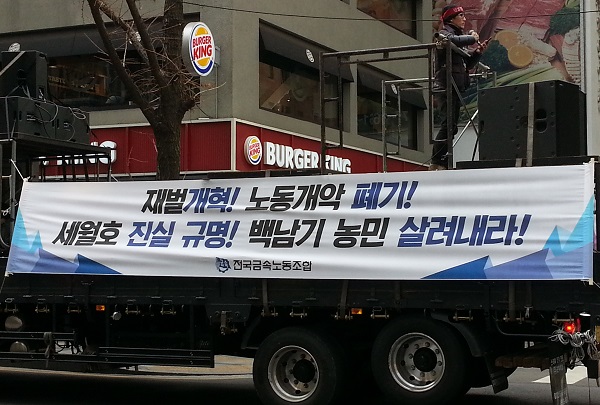 BURGER
KING
BURGER KING
재벌개혁! 노동개악 폐기!
세월호 진실 규명! 백남기 농민 살려내라!
전국금속노동조합